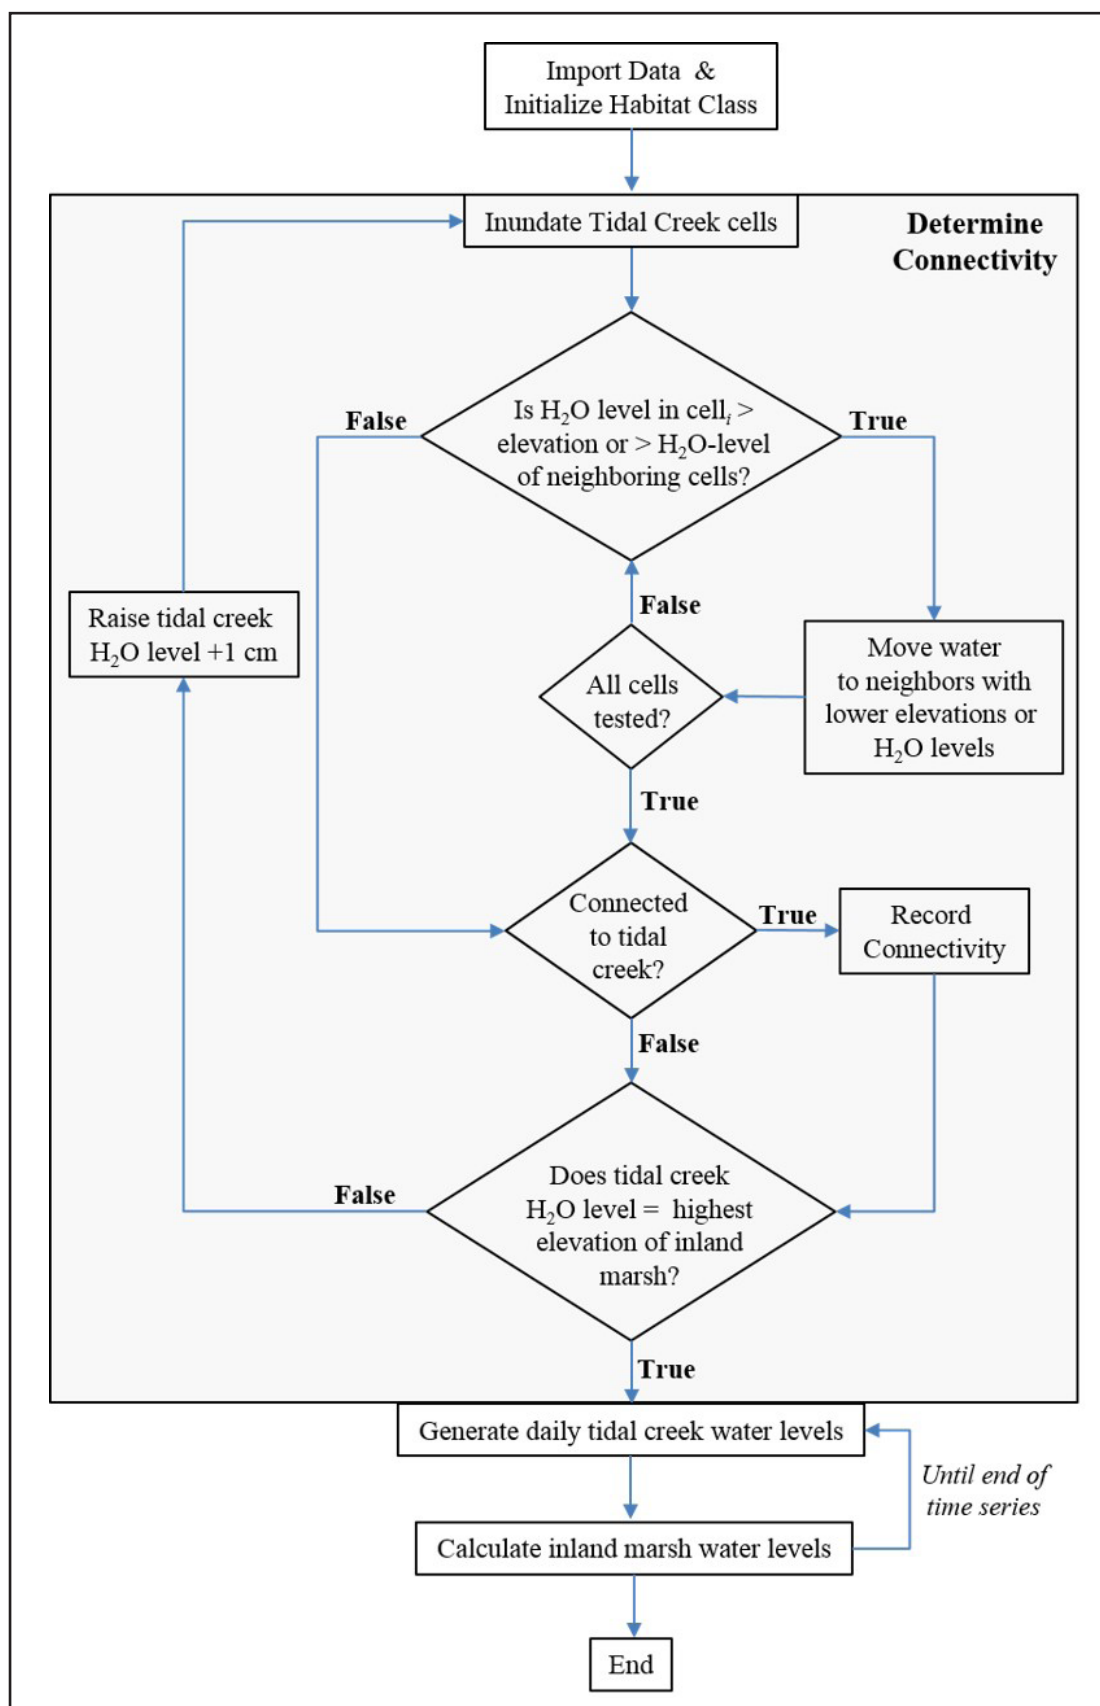 Import Data &
Initialize Habitat Class
Inundate Tidal Creek cells
Determine
Connectivity
False
Is H₂O level in cellᵢ >
elevation or > H₂O-level
of neighboring cells?
True
Raise tidal creek
H₂O level +1 cm
False
All cells
tested?
Move water
to neighbors with
lower elevations or
H₂O levels
True
Connected
to tidal
creek?
True
Record
Connectivity
False
Does tidal creek
H₂O level = highest
elevation of inland
marsh?
False
True
Generate daily tidal creek water levels
Until end of
time series
Calculate inland marsh water levels
End